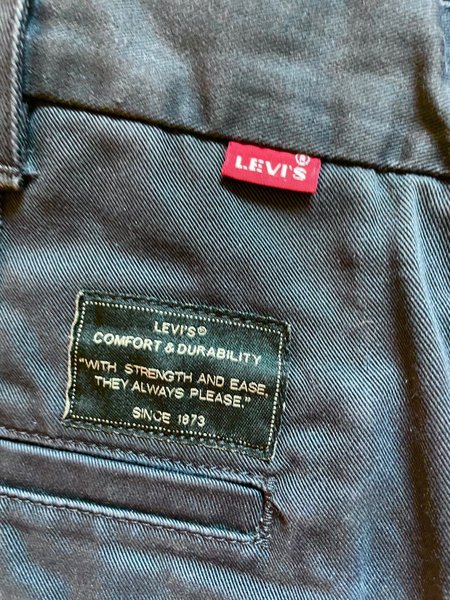 LEVI'S®
LEVI'S®
COMFORT & DURABILITY
"WITH STRENGTH AND EASE,
THEY ALWAYS PLEASE."
SINCE 1873